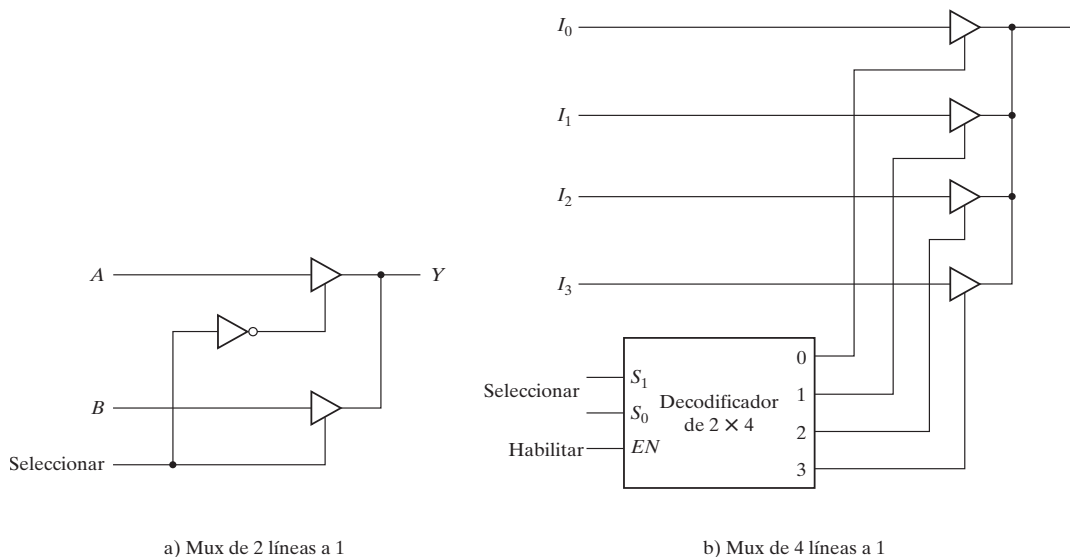 I0
I1
I2
I3
A
Y
B
Seleccionar
Seleccionar
Habilitar
S1
S0
EN
Decodificador
de 2 × 4
0
1
2
3
a) Mux de 2 líneas a 1
b) Mux de 4 líneas a 1